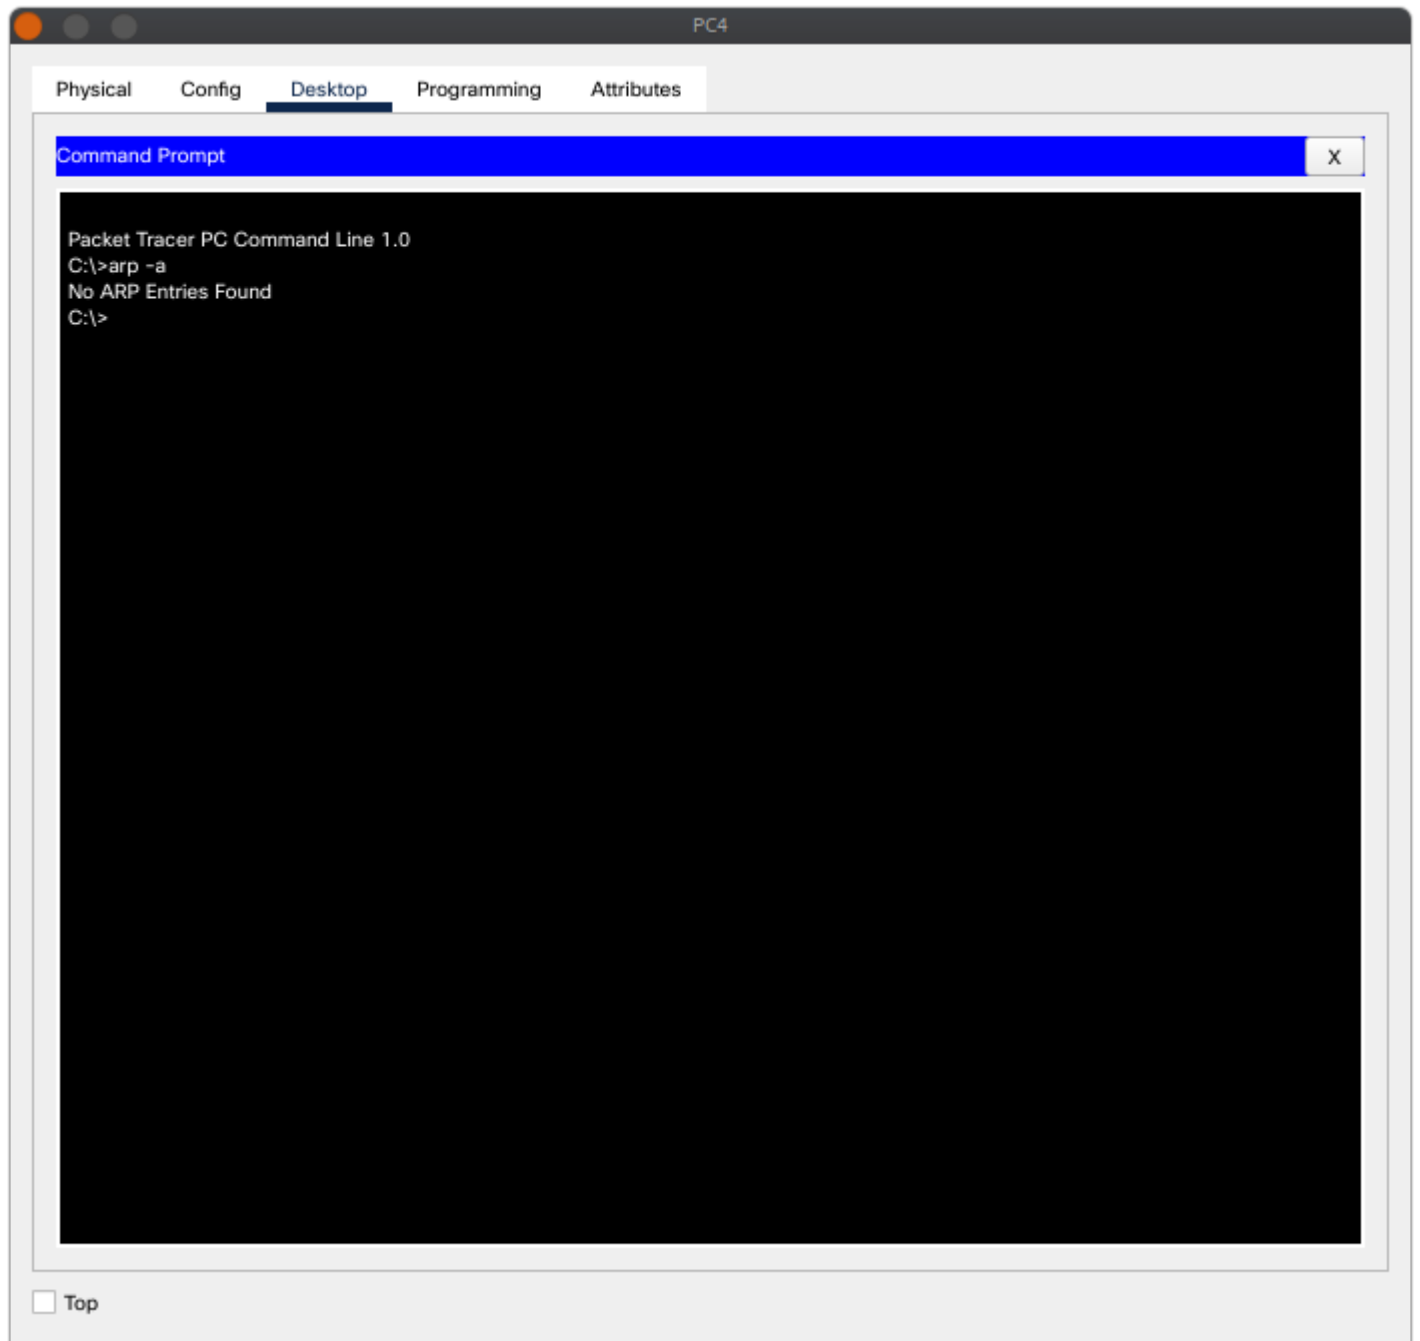 PC4
Physical Config Desktop Programming Attributes
Command Prompt
X
Packet Tracer PC Command Line 1.0
C:\>arp -a
No ARP Entries Found
C:\>
Top